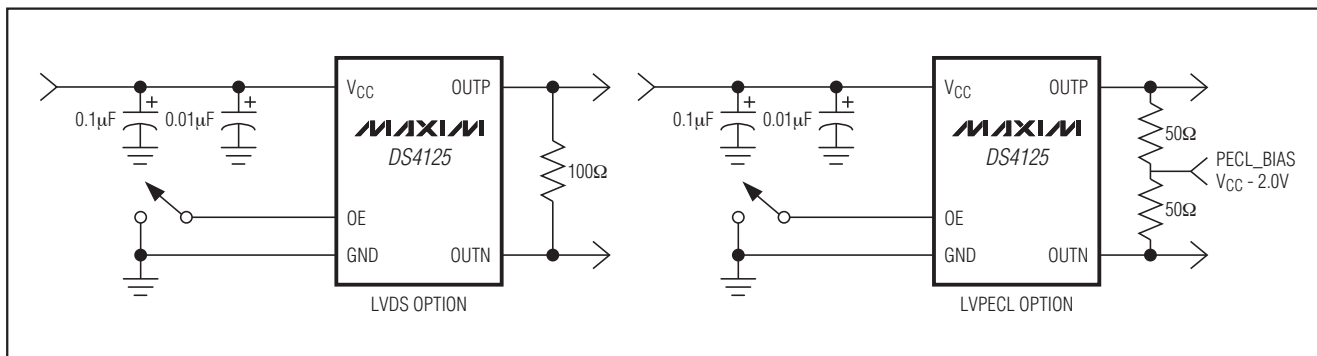 VCC OUTP
0.1µF 0.01µF
MAXIM
DS4125
100Ω
OE
GND OUTN
LVDS OPTION
VCC OUTP
0.1µF 0.01µF
MAXIM
DS4125
50Ω
PECL_BIAS
VCC - 2.0V
50Ω
OE
GND OUTN
LVPECL OPTION